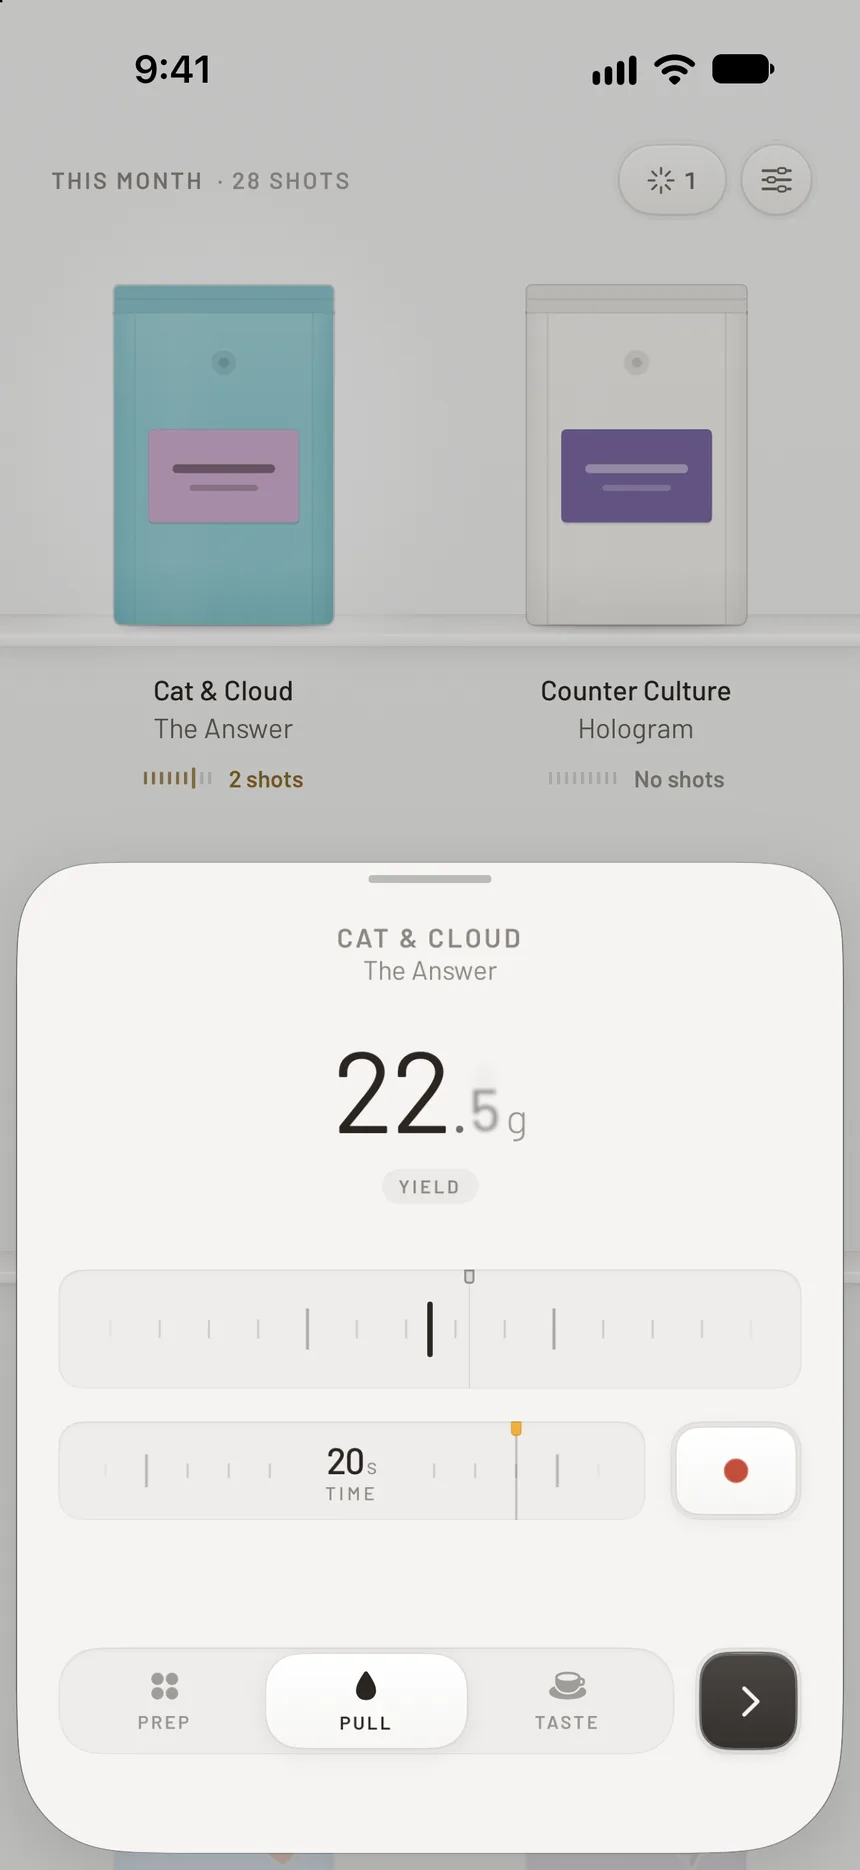 9:41
THIS MONTH · 28 SHOTS
1
Cat & Cloud
The Answer
2 shots
Counter Culture
Hologram
No shots
CAT & CLOUD
The Answer
22.5 g
YIELD
20s
TIME
PREP
PULL
TASTE